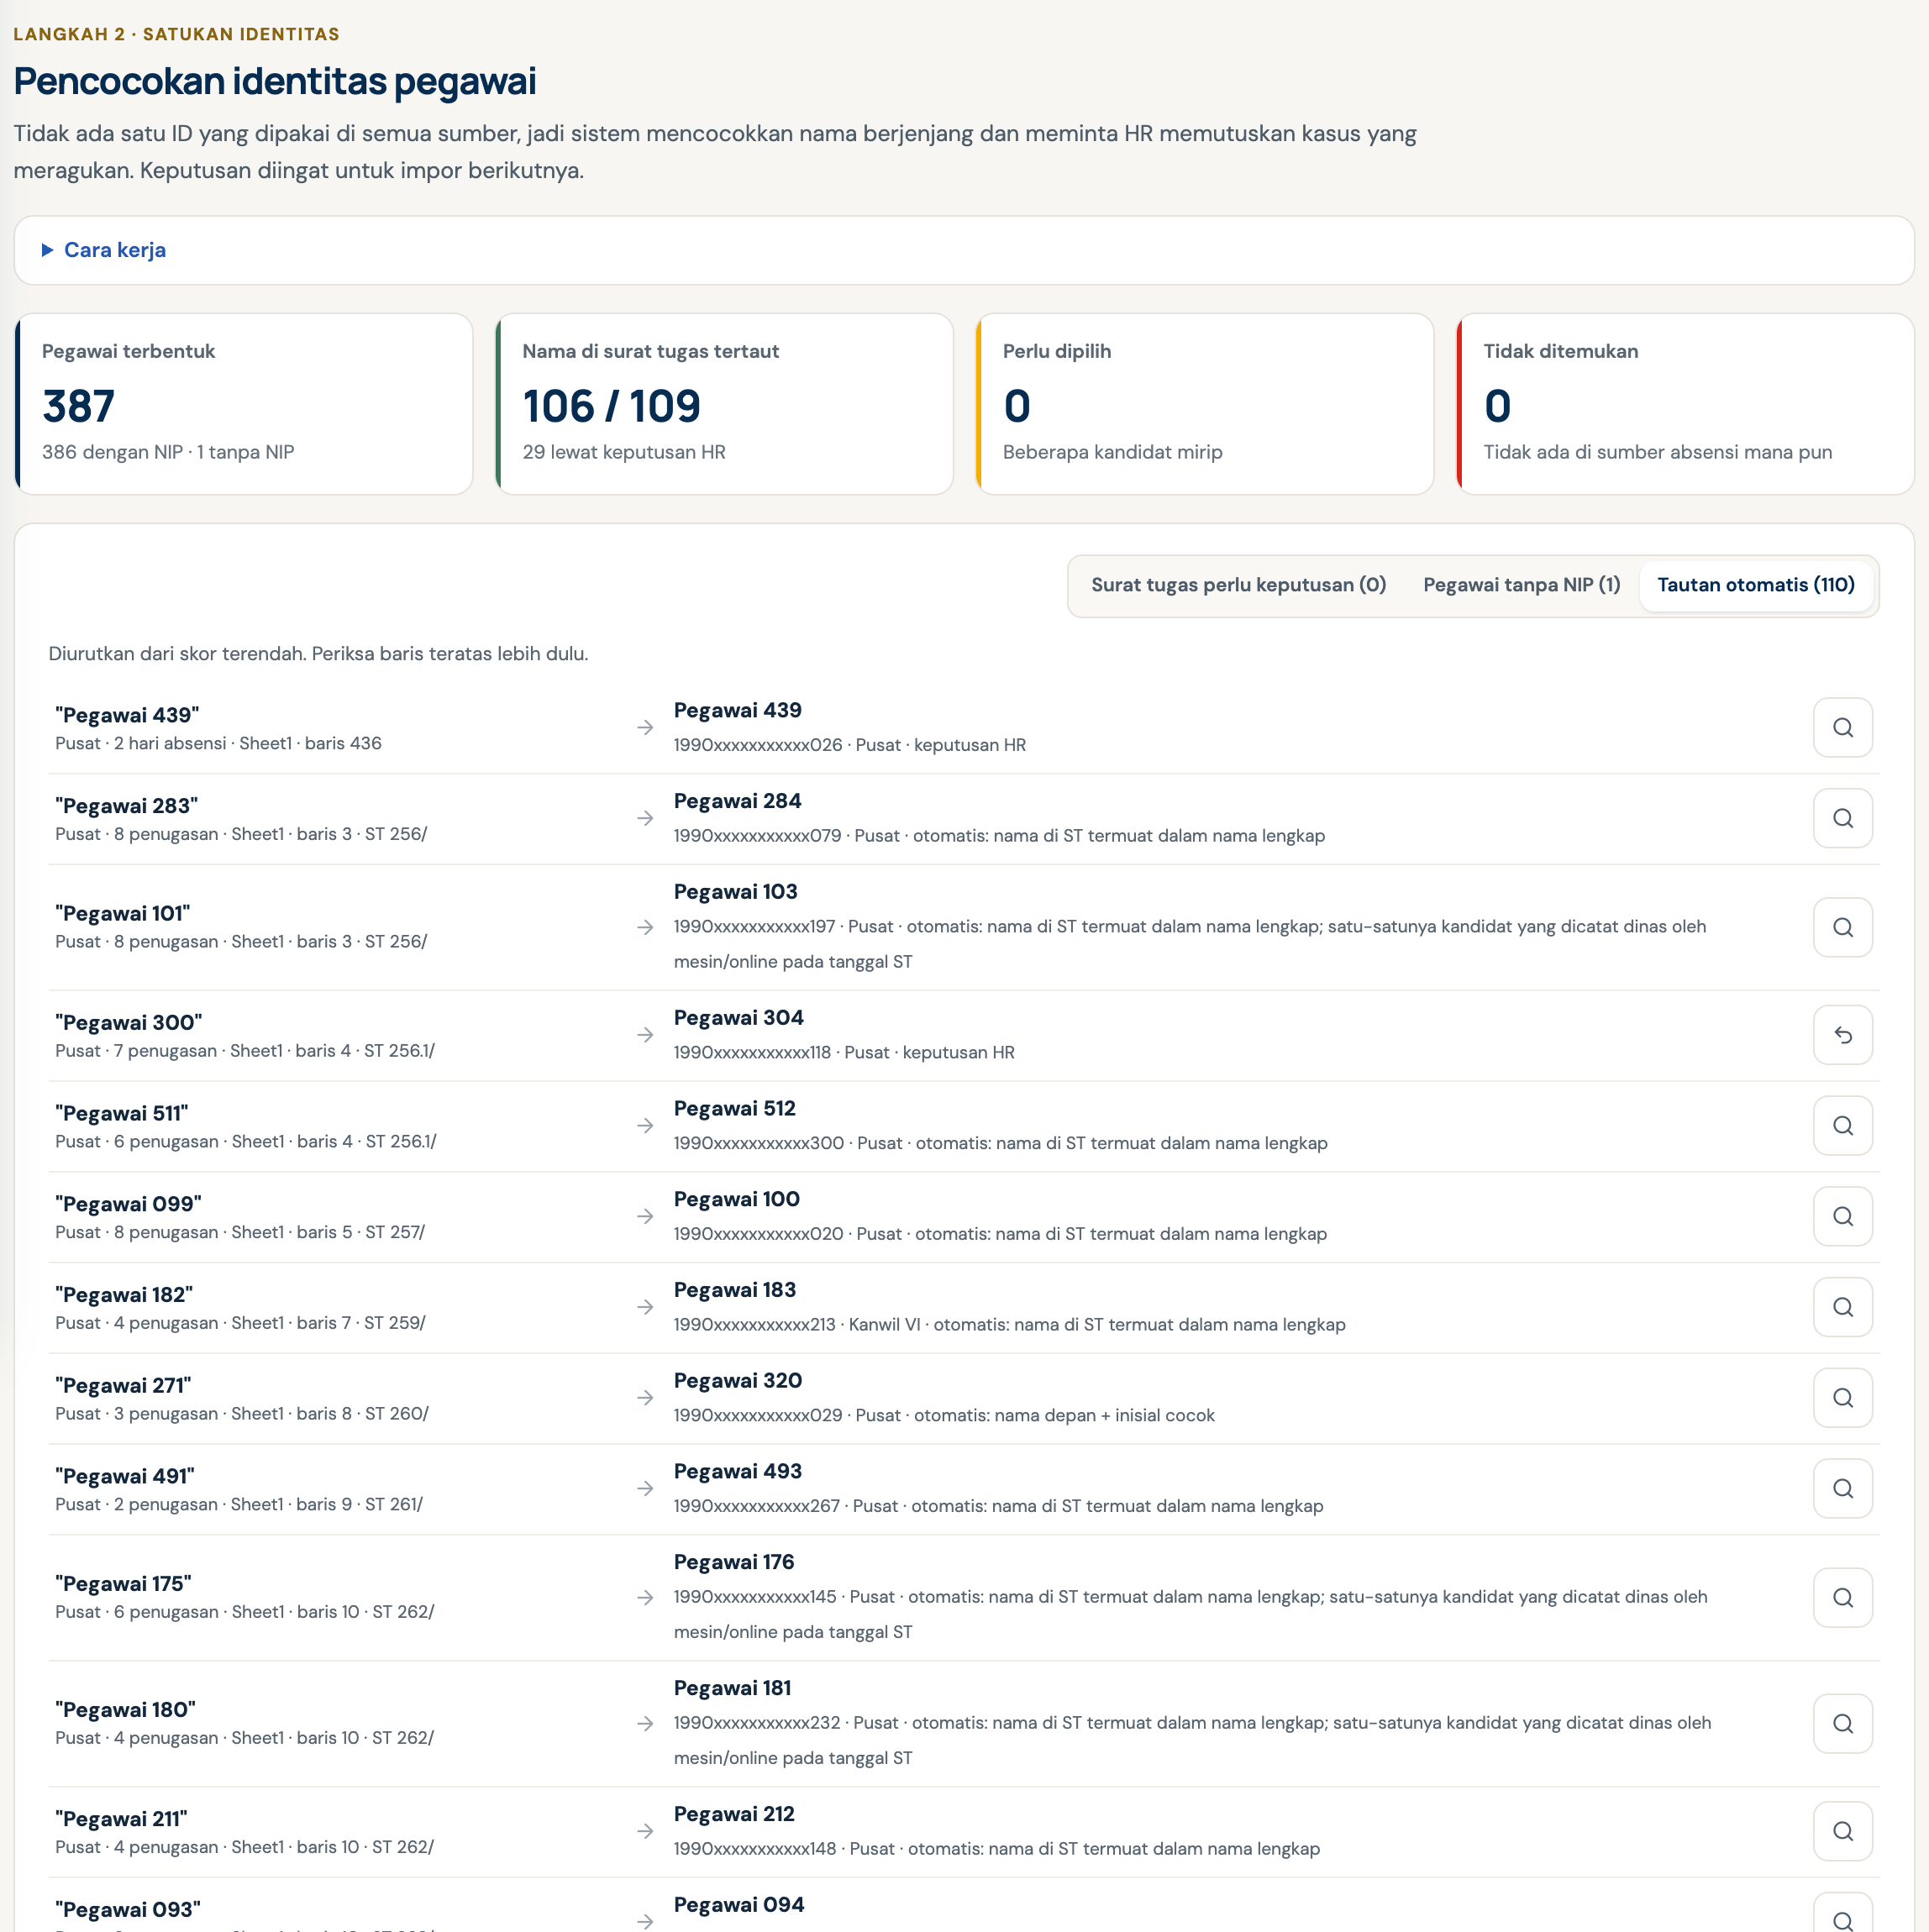 LANGKAH 2 · SATUKAN IDENTITAS
Pencocokan identitas pegawai
Tidak ada satu ID yang dipakai di semua sumber, jadi sistem mencocokkan nama berjenjang dan meminta HR memutuskan kasus yang
meragukan. Keputusan diingat untuk impor berikutnya.
▶ Cara kerja
Pegawai terbentuk
387
386 dengan NIP · 1 tanpa NIP
Nama di surat tugas tertaut
106 / 109
29 lewat keputusan HR
Perlu dipilih
0
Beberapa kandidat mirip
Tidak ditemukan
0
Tidak ada di sumber absensi mana pun
Surat tugas perlu keputusan (0)
Pegawai tanpa NIP (1)
Tautan otomatis (110)
Diurutkan dari skor terendah. Periksa baris teratas lebih dulu.
"Pegawai 439"
Pusat · 2 hari absensi · Sheet1 · baris 436
→
Pegawai 439
1990xxxxxxxxxxx026 · Pusat · keputusan HR
"Pegawai 283"
Pusat · 8 penugasan · Sheet1 · baris 3 · ST 256/
→
Pegawai 284
1990xxxxxxxxxxx079 · Pusat · otomatis: nama di ST termuat dalam nama lengkap
"Pegawai 101"
Pusat · 8 penugasan · Sheet1 · baris 3 · ST 256/
→
Pegawai 103
1990xxxxxxxxxxx197 · Pusat · otomatis: nama di ST termuat dalam nama lengkap; satu-satunya kandidat yang dicatat dinas oleh
mesin/online pada tanggal ST
"Pegawai 300"
Pusat · 7 penugasan · Sheet1 · baris 4 · ST 256.1/
→
Pegawai 304
1990xxxxxxxxxxx118 · Pusat · keputusan HR
"Pegawai 511"
Pusat · 6 penugasan · Sheet1 · baris 4 · ST 256.1/
→
Pegawai 512
1990xxxxxxxxxxx300 · Pusat · otomatis: nama di ST termuat dalam nama lengkap
"Pegawai 099"
Pusat · 8 penugasan · Sheet1 · baris 5 · ST 257/
→
Pegawai 100
1990xxxxxxxxxxx020 · Pusat · otomatis: nama di ST termuat dalam nama lengkap
"Pegawai 182"
Pusat · 4 penugasan · Sheet1 · baris 7 · ST 259/
→
Pegawai 183
1990xxxxxxxxxxx213 · Kanwil VI · otomatis: nama di ST termuat dalam nama lengkap
"Pegawai 271"
Pusat · 3 penugasan · Sheet1 · baris 8 · ST 260/
→
Pegawai 320
1990xxxxxxxxxxx029 · Pusat · otomatis: nama depan + inisial cocok
"Pegawai 491"
Pusat · 2 penugasan · Sheet1 · baris 9 · ST 261/
→
Pegawai 493
1990xxxxxxxxxxx267 · Pusat · otomatis: nama di ST termuat dalam nama lengkap
"Pegawai 175"
Pusat · 6 penugasan · Sheet1 · baris 10 · ST 262/
→
Pegawai 176
1990xxxxxxxxxxx145 · Pusat · otomatis: nama di ST termuat dalam nama lengkap; satu-satunya kandidat yang dicatat dinas oleh
mesin/online pada tanggal ST
"Pegawai 180"
Pusat · 4 penugasan · Sheet1 · baris 10 · ST 262/
→
Pegawai 181
1990xxxxxxxxxxx232 · Pusat · otomatis: nama di ST termuat dalam nama lengkap; satu-satunya kandidat yang dicatat dinas oleh
mesin/online pada tanggal ST
"Pegawai 211"
Pusat · 4 penugasan · Sheet1 · baris 10 · ST 262/
→
Pegawai 212
1990xxxxxxxxxxx148 · Pusat · otomatis: nama di ST termuat dalam nama lengkap
"Pegawai 093"
→
Pegawai 094